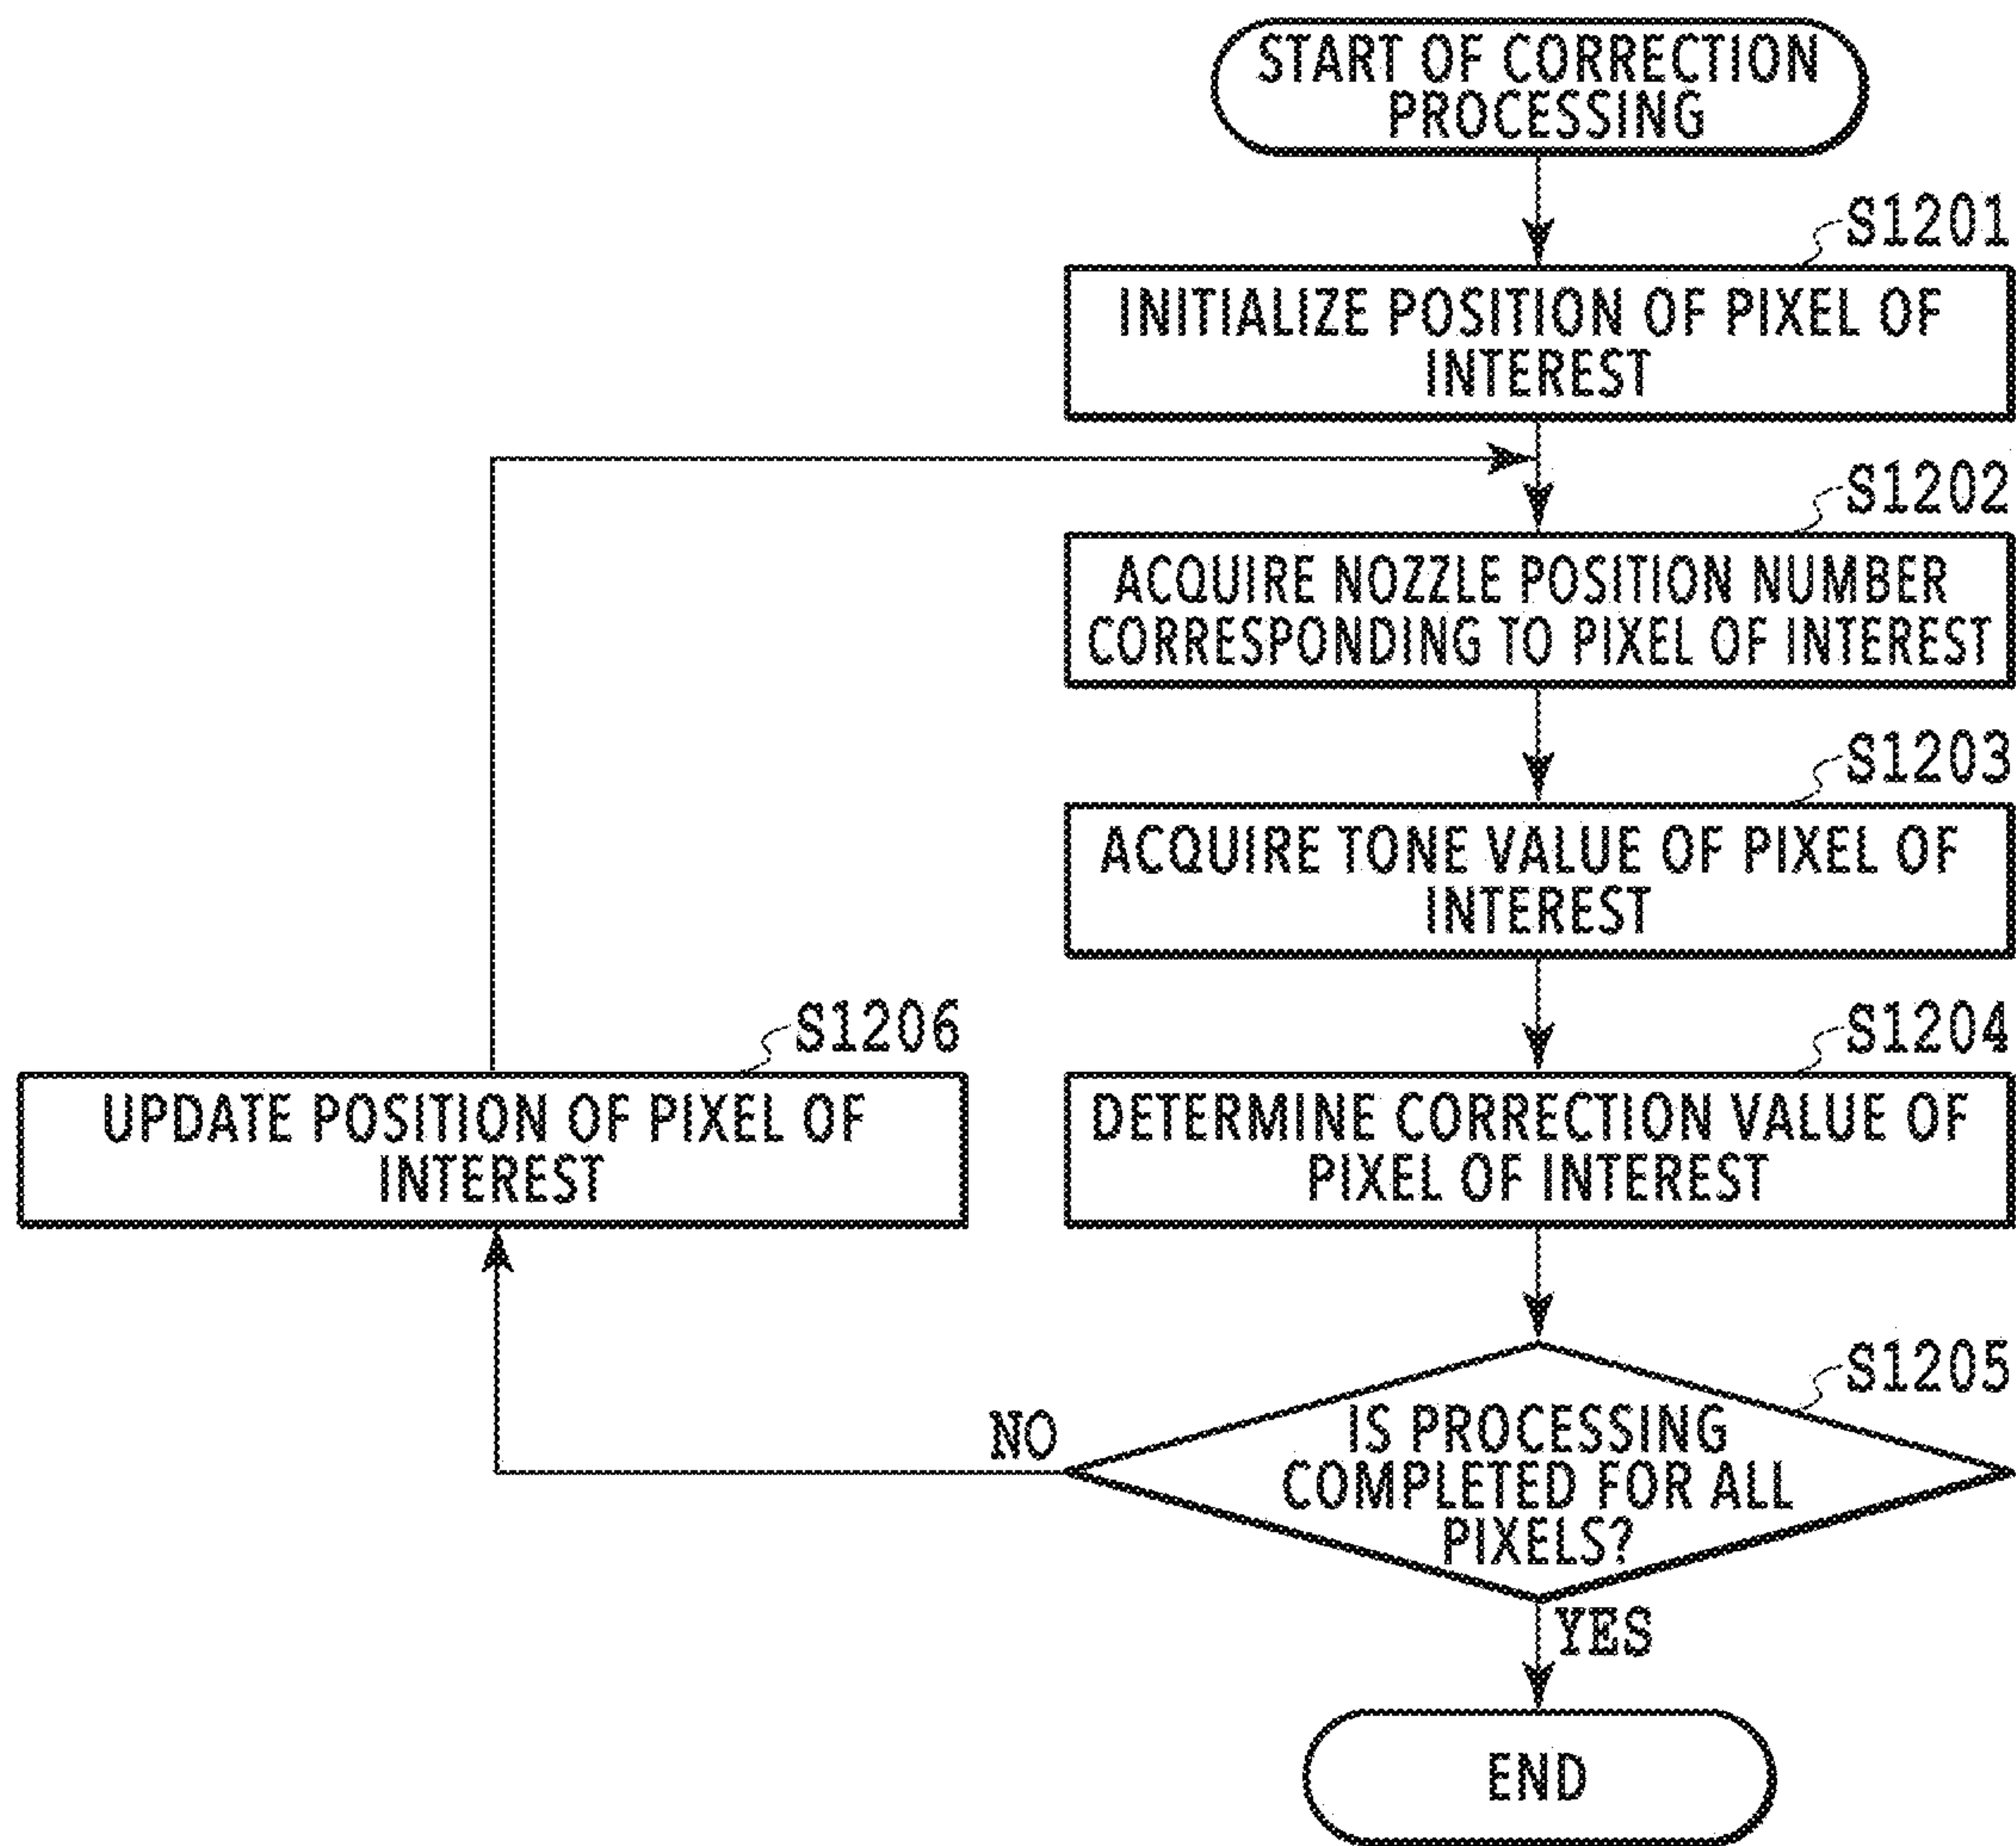 START OF CORRECTION
PROCESSING
S1201
INITIALIZE POSITION OF PIXEL OF
INTEREST
S1202
ACQUIRE NOZZLE POSITION NUMBER
CORRESPONDING TO PIXEL OF INTEREST
S1203
ACQUIRE TONE VALUE OF PIXEL OF
INTEREST
S1204
DETERMINE CORRECTION VALUE OF
PIXEL OF INTEREST
S1205
IS PROCESSING
COMPLETED FOR ALL
PIXELS?
NO
S1206
UPDATE POSITION OF PIXEL OF
INTEREST
YES
END